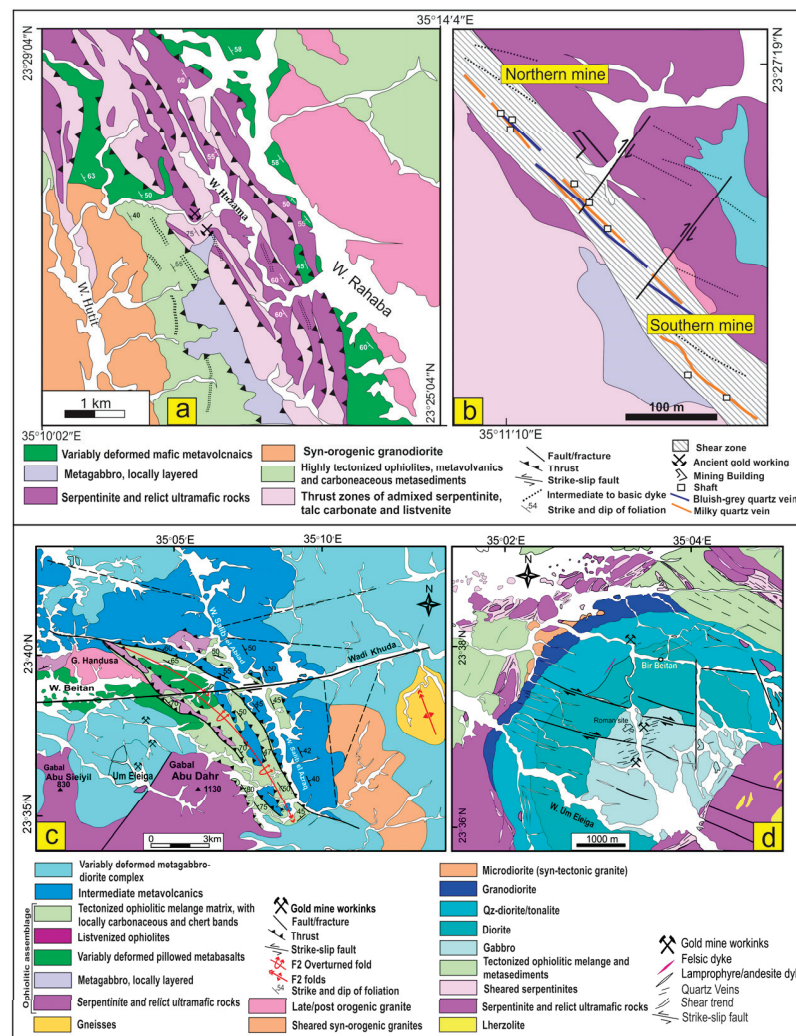 35°14'4"E
23°29'04"N
58
60
55
W. Hazama
58
63
50
50
40
75
55
55
45
W. Hutit
60
60
W. Rahaba
60
1 km
a
23°25'04"N
35°10'02"E
Northern mine
23°27'19"N
Southern mine
b
100 m
35°11'10"E
Variably deformed mafic metavolcnaics
Metagabbro, locally layered
Serpentinite and relict ultramafic rocks
Syn-orogenic granodiorite
Highly tectonized ophiolites, metavolvanics
and carboneaceous metasediments
Thrust zones of admixed serpentinite,
talc carbonate and listvenite
Fault/fracture
Thrust
Strike-slip fault
Intermediate to basic dyke
54 Strike and dip of foliation
Shear zone
Ancient gold working
Mining Building
Shaft
Bluish-grey quartz vein
Milky quartz vein
35°05'E
35°10'E
N
23°40'N
G. Handusa
W. Beitan
Wadi Khuda
Gabal
Abu Sieiyil
830
Um Eleiga
Gabal
Abu Dahr
1130
23°35'N
c
0 3km
35°02'E
35°04'E
N
23°38'N
Bir Beitan
Roman site
W. Um Eleiga
23°36'N
1000 m
d
Variably deformed metagabbro-
diorite complex
Intermediate metavolcanics
Ophiolitic assemblage
Tectonized ophiolitic melange matrix, with
locally carbonaceous and chert bands
Listvenized ophiolites
Variably deformed pillowed metabasalts
Metagabbro, locally layered
Serpentinite and relict ultramafic rocks
Gneisses
Gold mine workinks
Fault/fracture
Thrust
Strike-slip fault
F2 Overturned fold
F2 folds
54 Strike and dip of foliation
Late/post orogenic granite
Sheared syn-orogenic granites
Microdiorite (syn-tectonic granite)
Granodiorite
Qz-diorite/tonalite
Diorite
Gabbro
Tectonized ophiolitic melange and
metasediments
Sheared serpentinites
Serpentinite and relict ultramafic rocks
Lherzolite
Gold mine workinks
Felsic dyke
Lamprophyre/andesite dy
Quartz Veins
Shear trend
Strike-slip fault